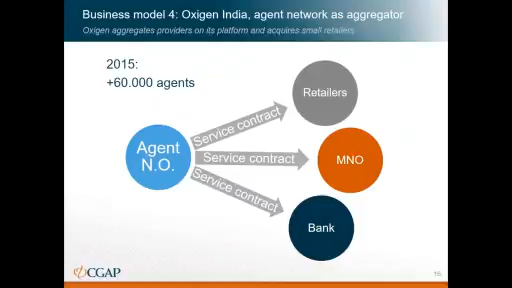 Business model 4: Oxigen India, agent network as aggregator
Oxigen aggregates providers on its platform and acquires small retailers
2015:
+60.000 agents
Retailers
Service contract
Agent
N.O.
Service contract
MNO
Service contract
Bank
CGAP
16